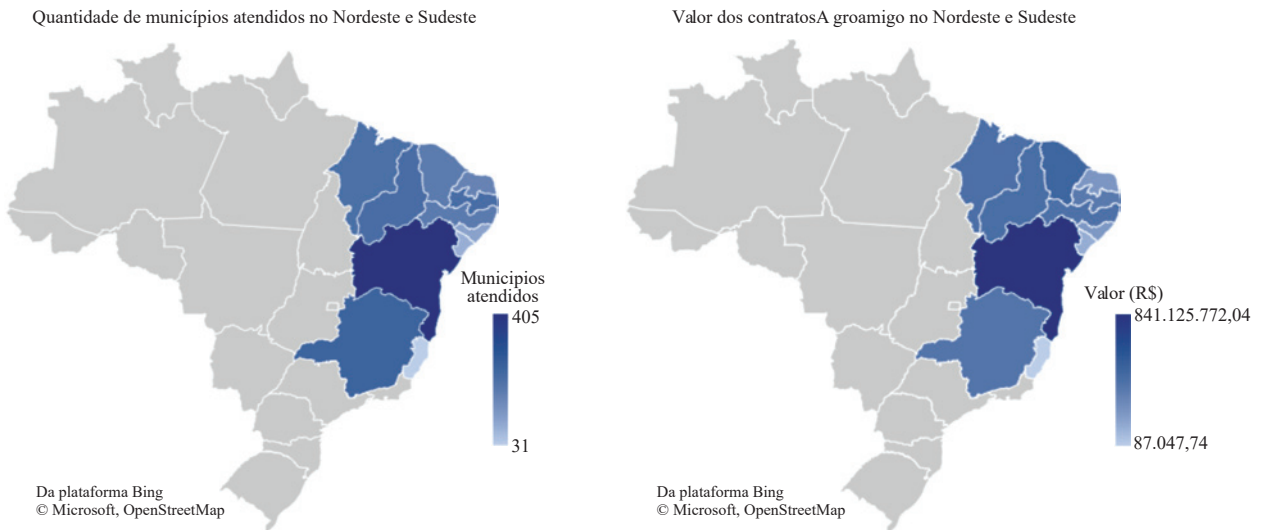 Quantidade de municípios atendidos no Nordeste e Sudeste
Municipios
atendidos
405
31
Da plataforma Bing
© Microsoft, OpenStreetMap
Valor dos contratosA groamigo no Nordeste e Sudeste
Valor (R$)
841.125.772,04
87.047,74
Da plataforma Bing
© Microsoft, OpenStreetMap